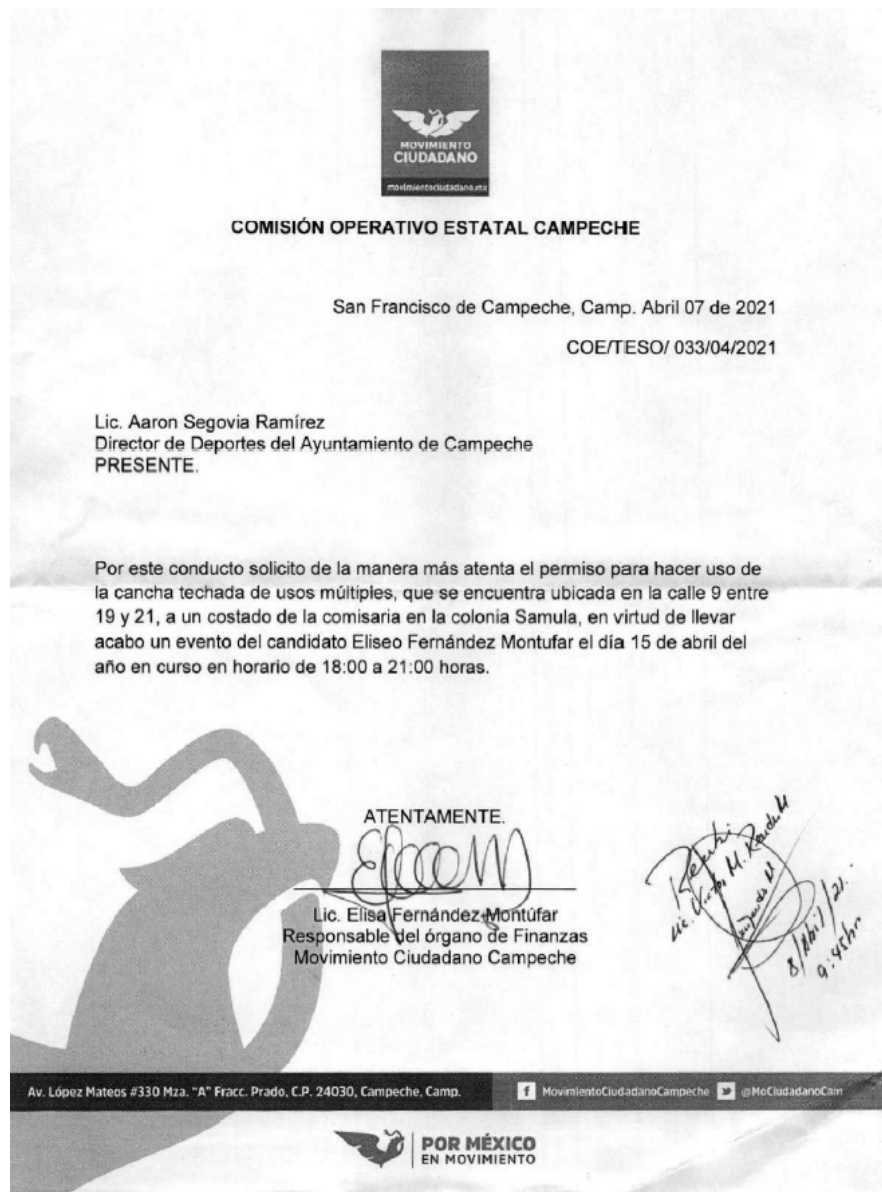 MOVIMIENTO
CIUDADANO
movimientociudadano.mx
COMISIÓN OPERATIVO ESTATAL CAMPECHE
San Francisco de Campeche, Camp. Abril 07 de 2021
COE/TESO/ 033/04/2021
Lic. Aaron Segovia Ramírez
Director de Deportes del Ayuntamiento de Campeche
PRESENTE.
Por este conducto solicito de la manera más atenta el permiso para hacer uso de
la cancha techada de usos múltiples, que se encuentra ubicada en la calle 9 entre
19 y 21, a un costado de la comisaria en la colonia Samula, en virtud de llevar
acabo un evento del candidato Eliseo Fernández Montufar el día 15 de abril del
año en curso en horario de 18:00 a 21:00 horas.
ATENTAMENTE.
Lic. Elisa Fernández Montúfar
Responsable del órgano de Finanzas
Movimiento Ciudadano Campeche
Recibi
Lic. Victor M.
8/Abril/21.
9:45hr
Av. López Mateos #330 Mza. "A" Fracc. Prado, C.P. 24030, Campeche, Camp.
MovimientoCiudadanoCampeche @MoCiudadanoCam
POR MÉXICO
EN MOVIMIENTO